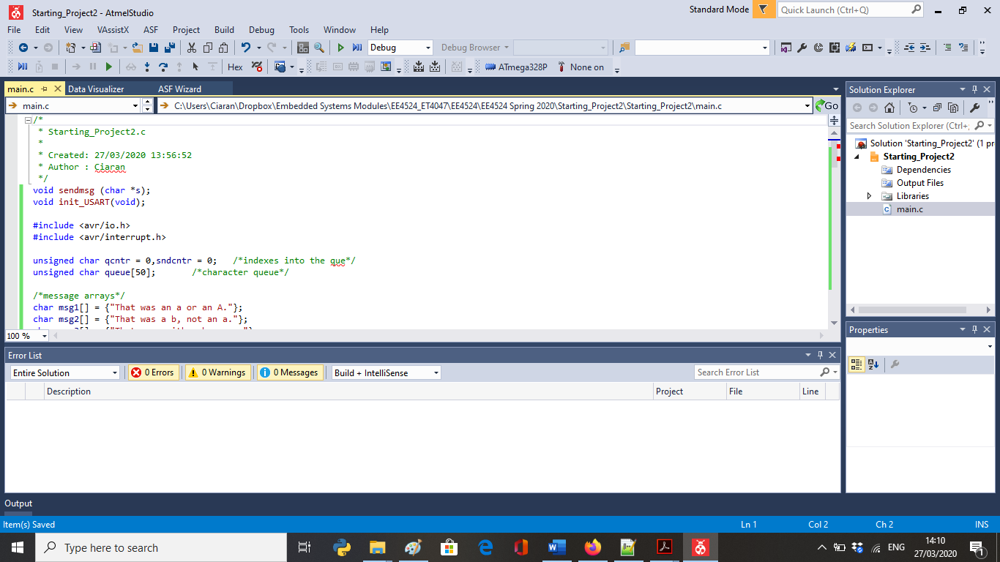 Starting_Project2 - AtmelStudio
Standard Mode
Quick Launch (Ctrl+Q)
File Edit View VAssistX ASF Project Build Debug Tools Window Help
Debug
Debug Browser
Hex
ATmega328P
None on
main.c
Data Visualizer
ASF Wizard
main.c
C:\Users\Ciaran\Dropbox\Embedded Systems Modules\EE4524_ET4047\EE4524\EE4524 Spring 2020\Starting_Project2\Starting_Project2\main.c
Go
/*
* Starting_Project2.c
*
* Created: 27/03/2020 13:56:52
* Author : Ciaran
*/
void sendmsg (char *s);
void init_USART(void);
#include <avr/io.h>
#include <avr/interrupt.h>
unsigned char qcntr = 0,sndcntr = 0; /*indexes into the que*/
unsigned char queue[50]; /*character queue*/
/*message arrays*/
char msg1[] = {"That was an a or an A."};
char msg2[] = {"That was a b, not an a."};
100 %
Solution Explorer
Search Solution Explorer (Ctrl+;
Solution 'Starting_Project2' (1 pr
Starting_Project2
Dependencies
Output Files
Libraries
main.c
Properties
Error List
Entire Solution
0 Errors
0 Warnings
0 Messages
Build + IntelliSense
Search Error List
Description
Project
File
Line
Output
Item(s) Saved
Ln 1
Col 2
Ch 2
INS
Type here to search
ENG
14:10
27/03/2020
1